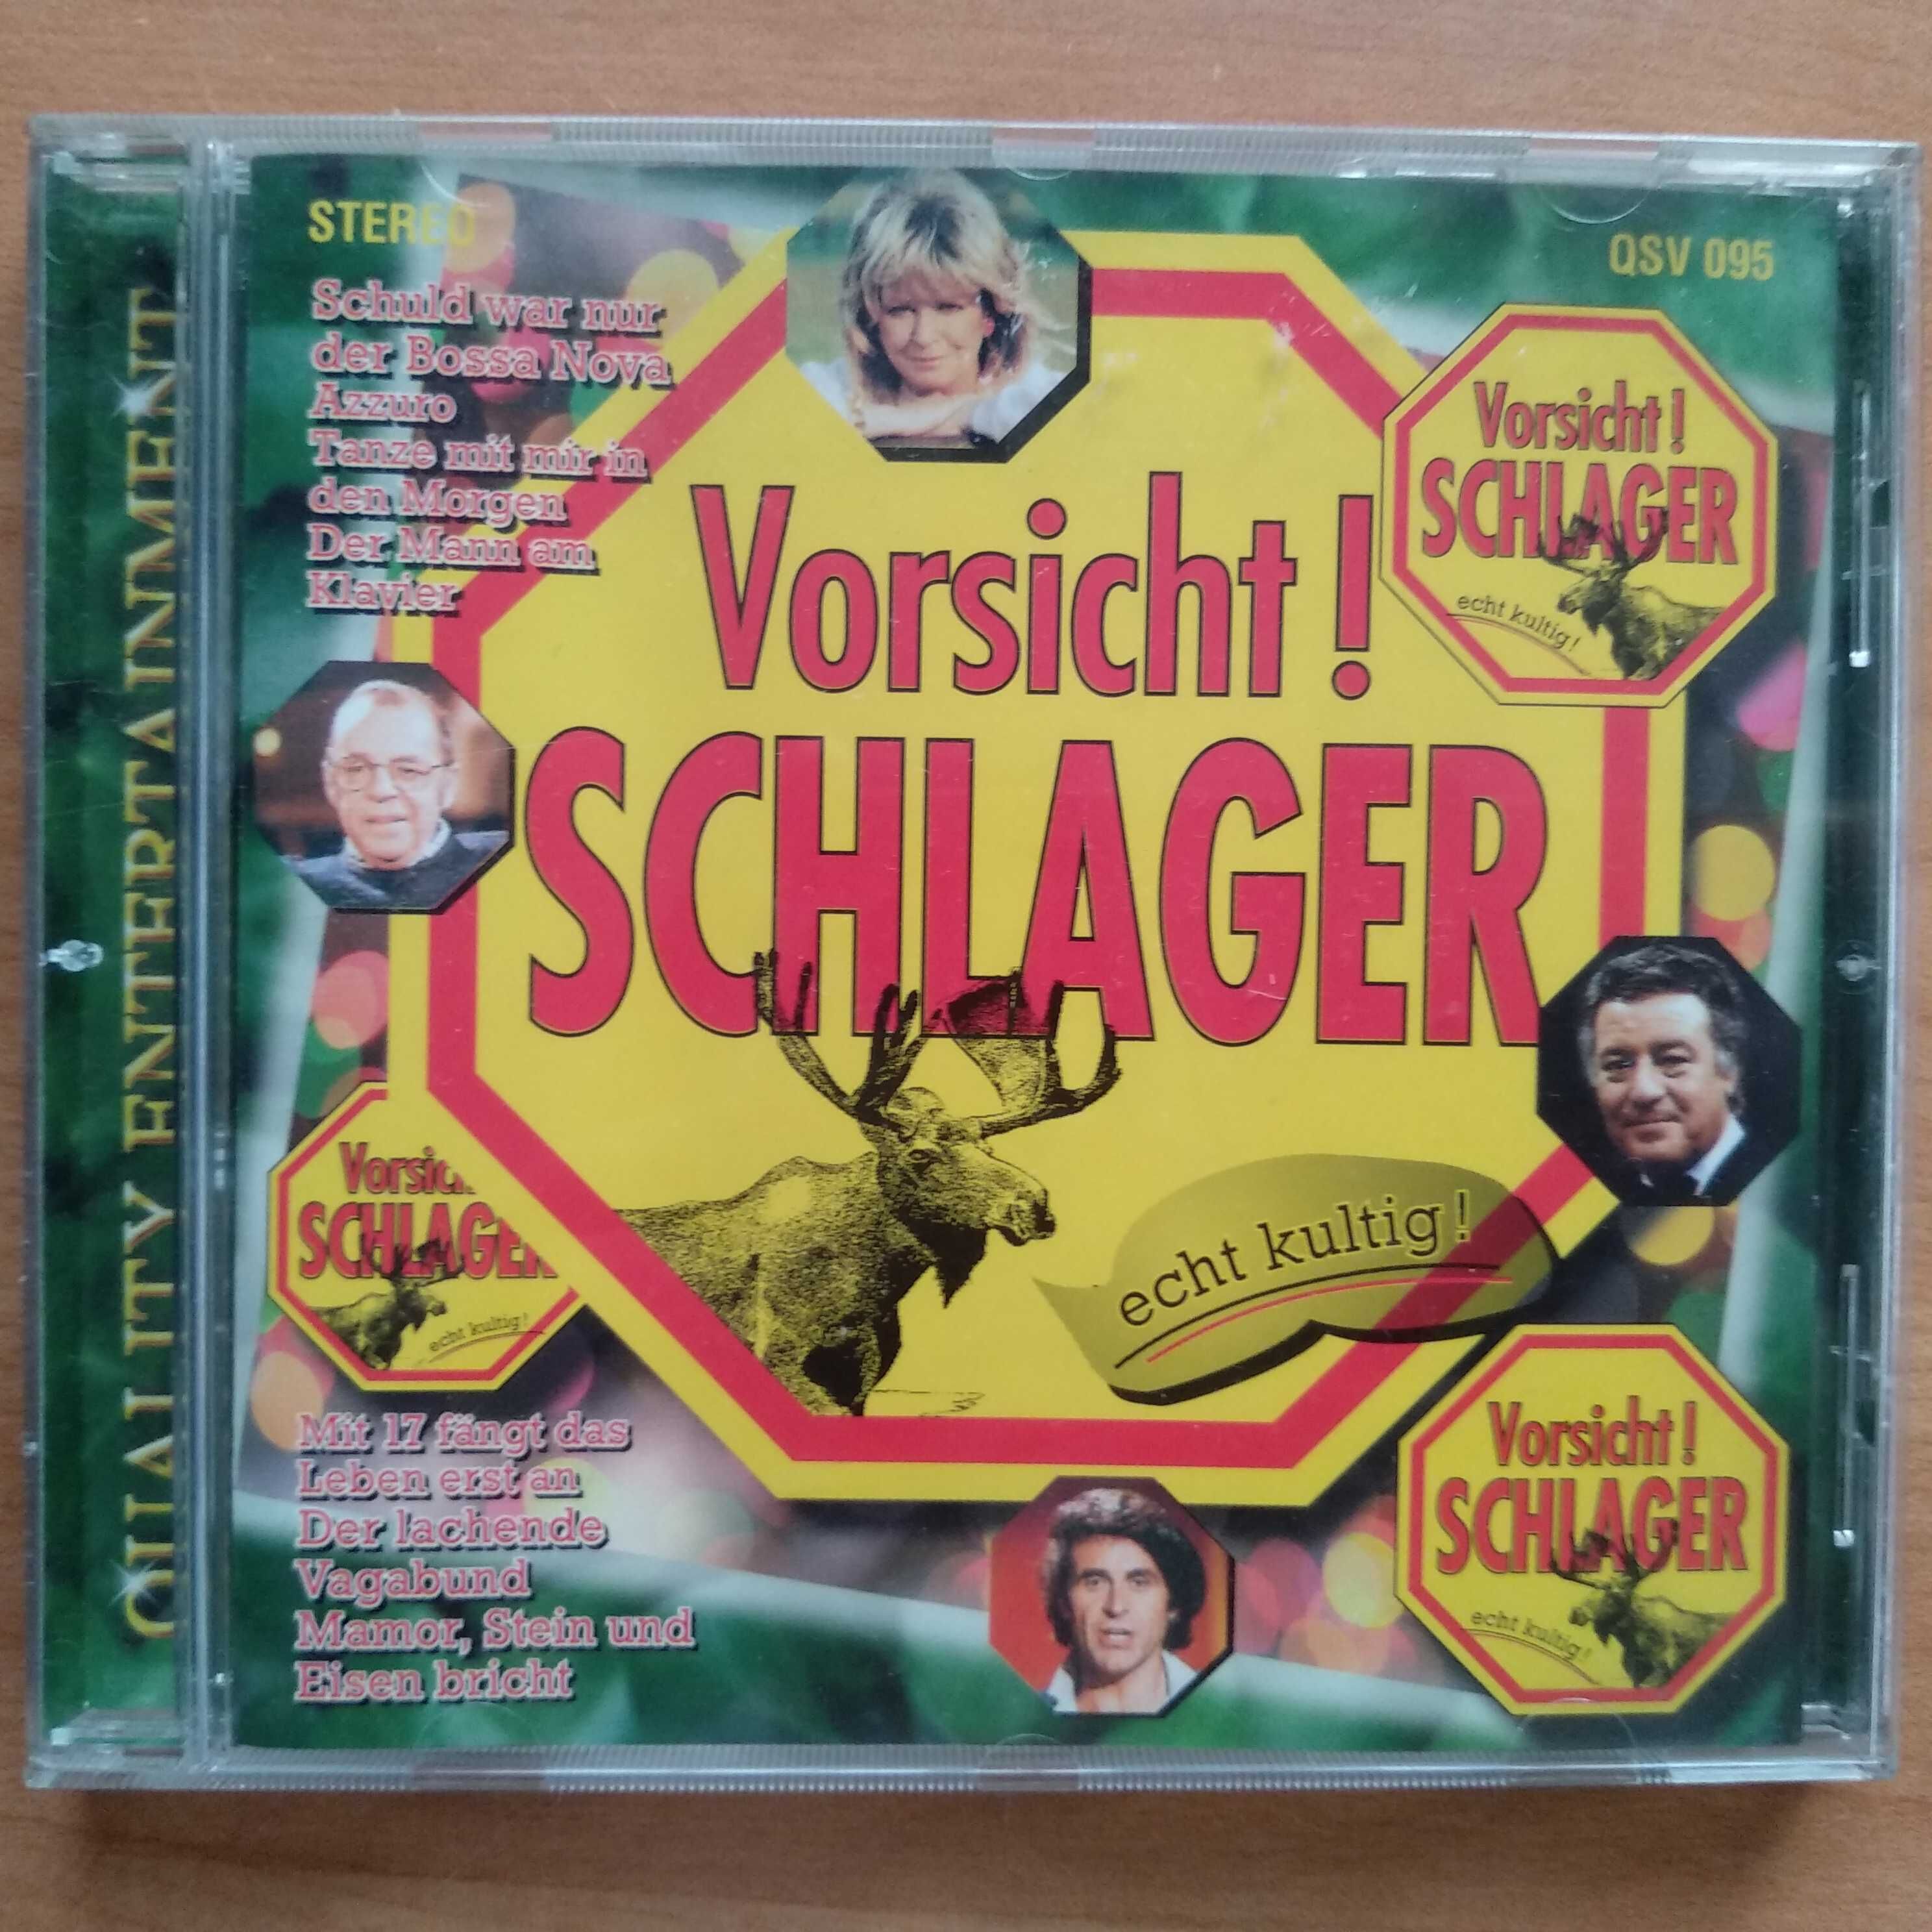 QUALITY ENTERTAINMENT
STEREO
QSV 095
Schuld war nur
der Bossa Nova
Azzuro
Tanze mit mir in
den Morgen
Der Mann am
Klavier
Vorsicht!
SCHLAGER
echt kultig!
Vorsicht!
SCHLAGER
echt kultig!
Vorsic
SCHLAGER
echt kultig!
Vorsicht!
SCHLAGER
echt kultig!
Mit 17 fängt das
Leben erst an
Der lachende
Vagabund
Mamor, Stein und
Eisen bricht